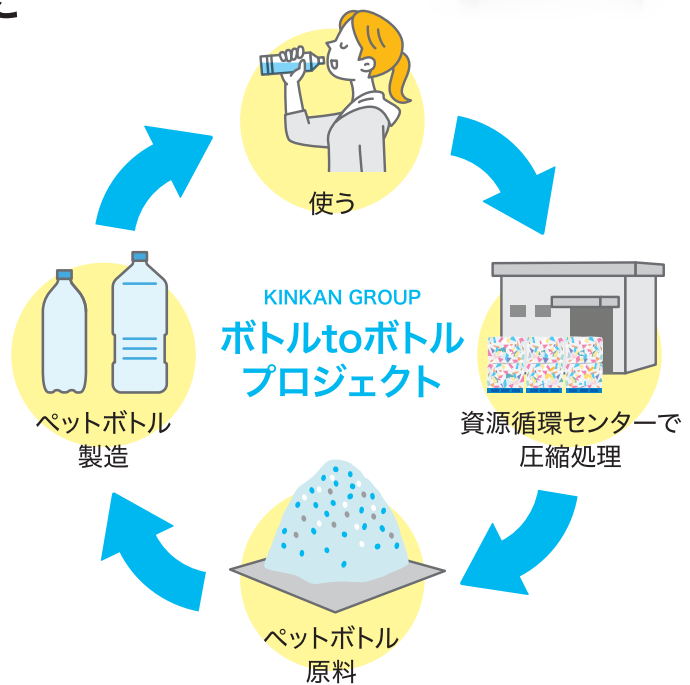 使う
KINKAN GROUP
ボトルtoボトル
プロジェクト
資源循環センターで
圧縮処理
ペットボトル
製造
ペットボトル
原料